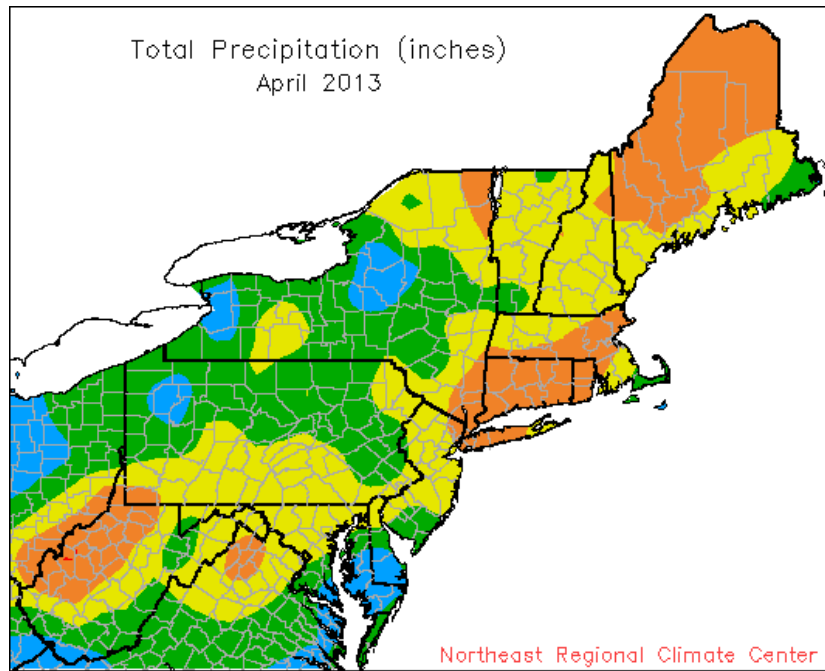 Total Precipitation (inches)
April 2013
Northeast Regional Climate Center